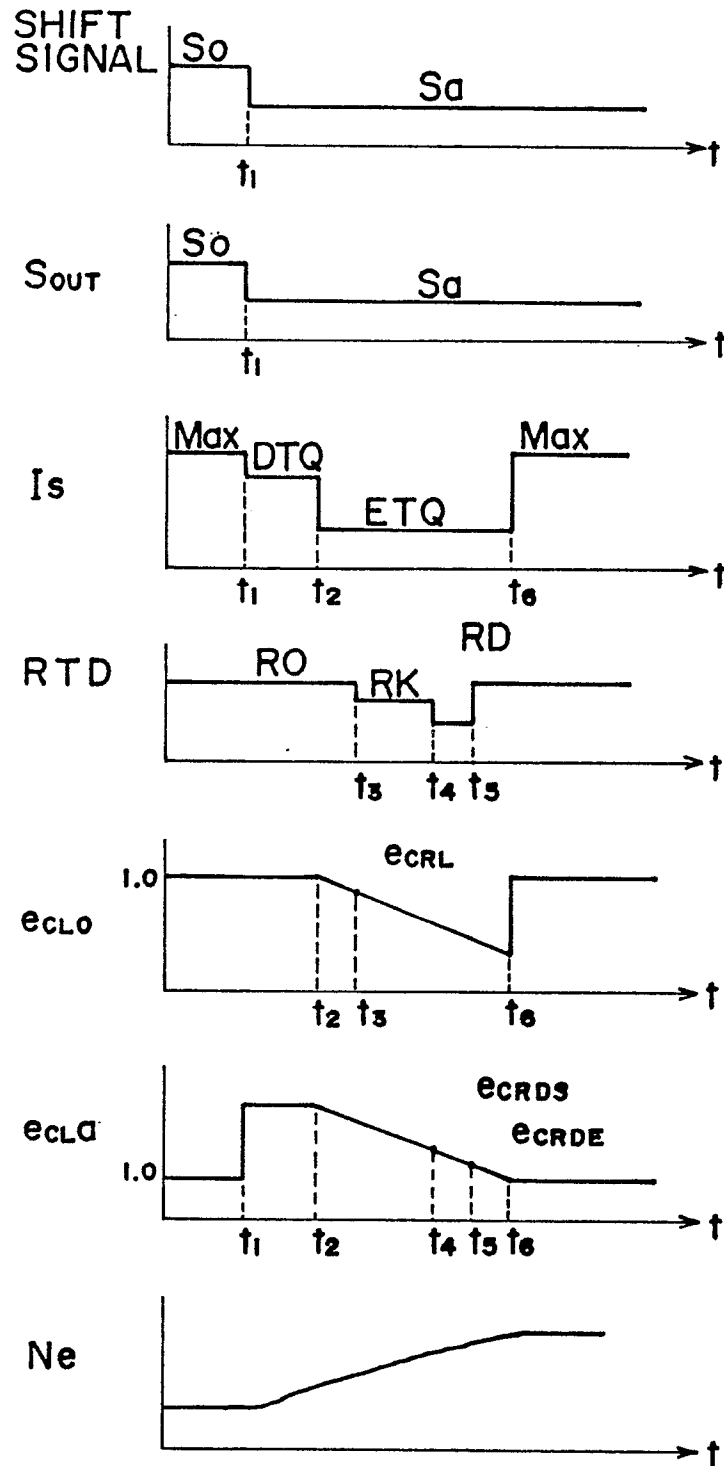 SHIFT
SIGNAL
So
Sa
t
t1
SOUT
So
Sa
t
t1
Is
Max
DTQ
ETQ
Max
t
t1 t2 t6
RTD
RO
RK
RD
t
t3 t4 t5
eCLO
1.0
eCRL
t
t2 t3 t6
eCLa
1.0
eCRDS
eCRDE
t
t1 t2 t4 t5 t6
Ne
t